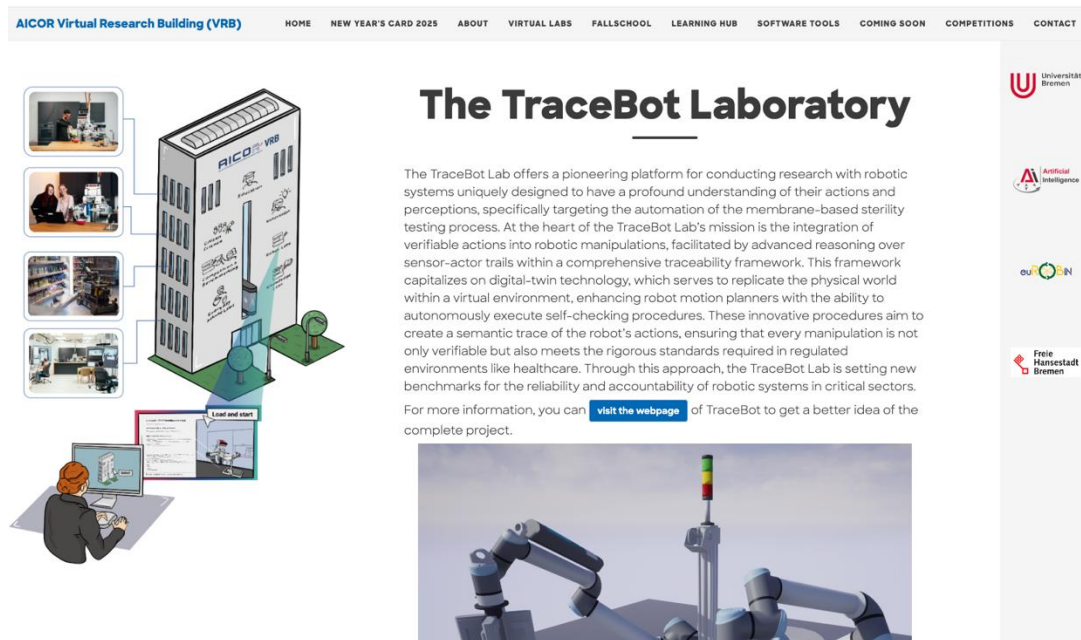 AICOR Virtual Research Building (VRB)
HOME NEW YEAR'S CARD 2025 ABOUT VIRTUAL LABS FALLSCHOOL LEARNING HUB SOFTWARE TOOLS COMING SOON COMPETITIONS CONTACT
AICO VRB
Load and start
The TraceBot Laboratory
The TraceBot Lab offers a pioneering platform for conducting research with robotic
systems uniquely designed to have a profound understanding of their actions and
perceptions, specifically targeting the automation of the membrane-based sterility
testing process. At the heart of the TraceBot Lab's mission is the integration of
verifiable actions into robotic manipulations, facilitated by advanced reasoning over
sensor-actor trails within a comprehensive traceability framework. This framework
capitalizes on digital-twin technology, which serves to replicate the physical world
within a virtual environment, enhancing robot motion planners with the ability to
autonomously execute self-checking procedures. These innovative procedures aim to
create a semantic trace of the robot's actions, ensuring that every manipulation is not
only verifiable but also meets the rigorous standards required in regulated
environments like healthcare. Through this approach, the TraceBot Lab is setting new
benchmarks for the reliability and accountability of robotic systems in critical sectors.
For more information, you can visit the webpage of TraceBot to get a better idea of the
complete project.
Universität
Bremen
Artificial
Intelligence
euROBIN
Freie
Hansestadt
Bremen